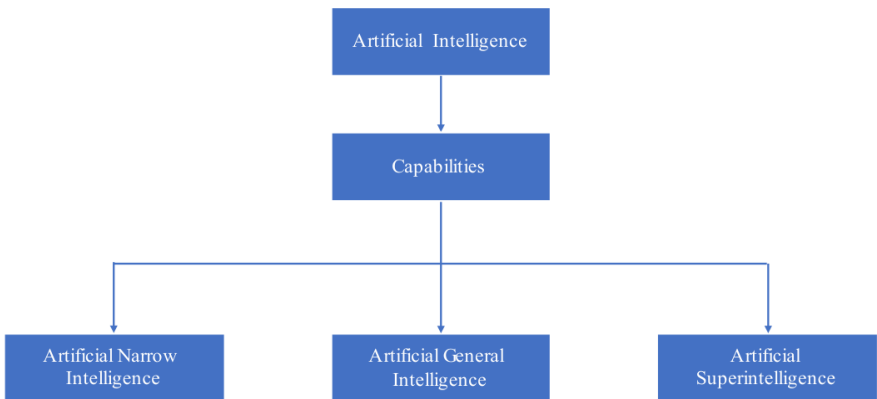 Artificial Intelligence
Capabilities
Artificial Narrow
Intelligence
Artificial General
Intelligence
Artificial
Superintelligence